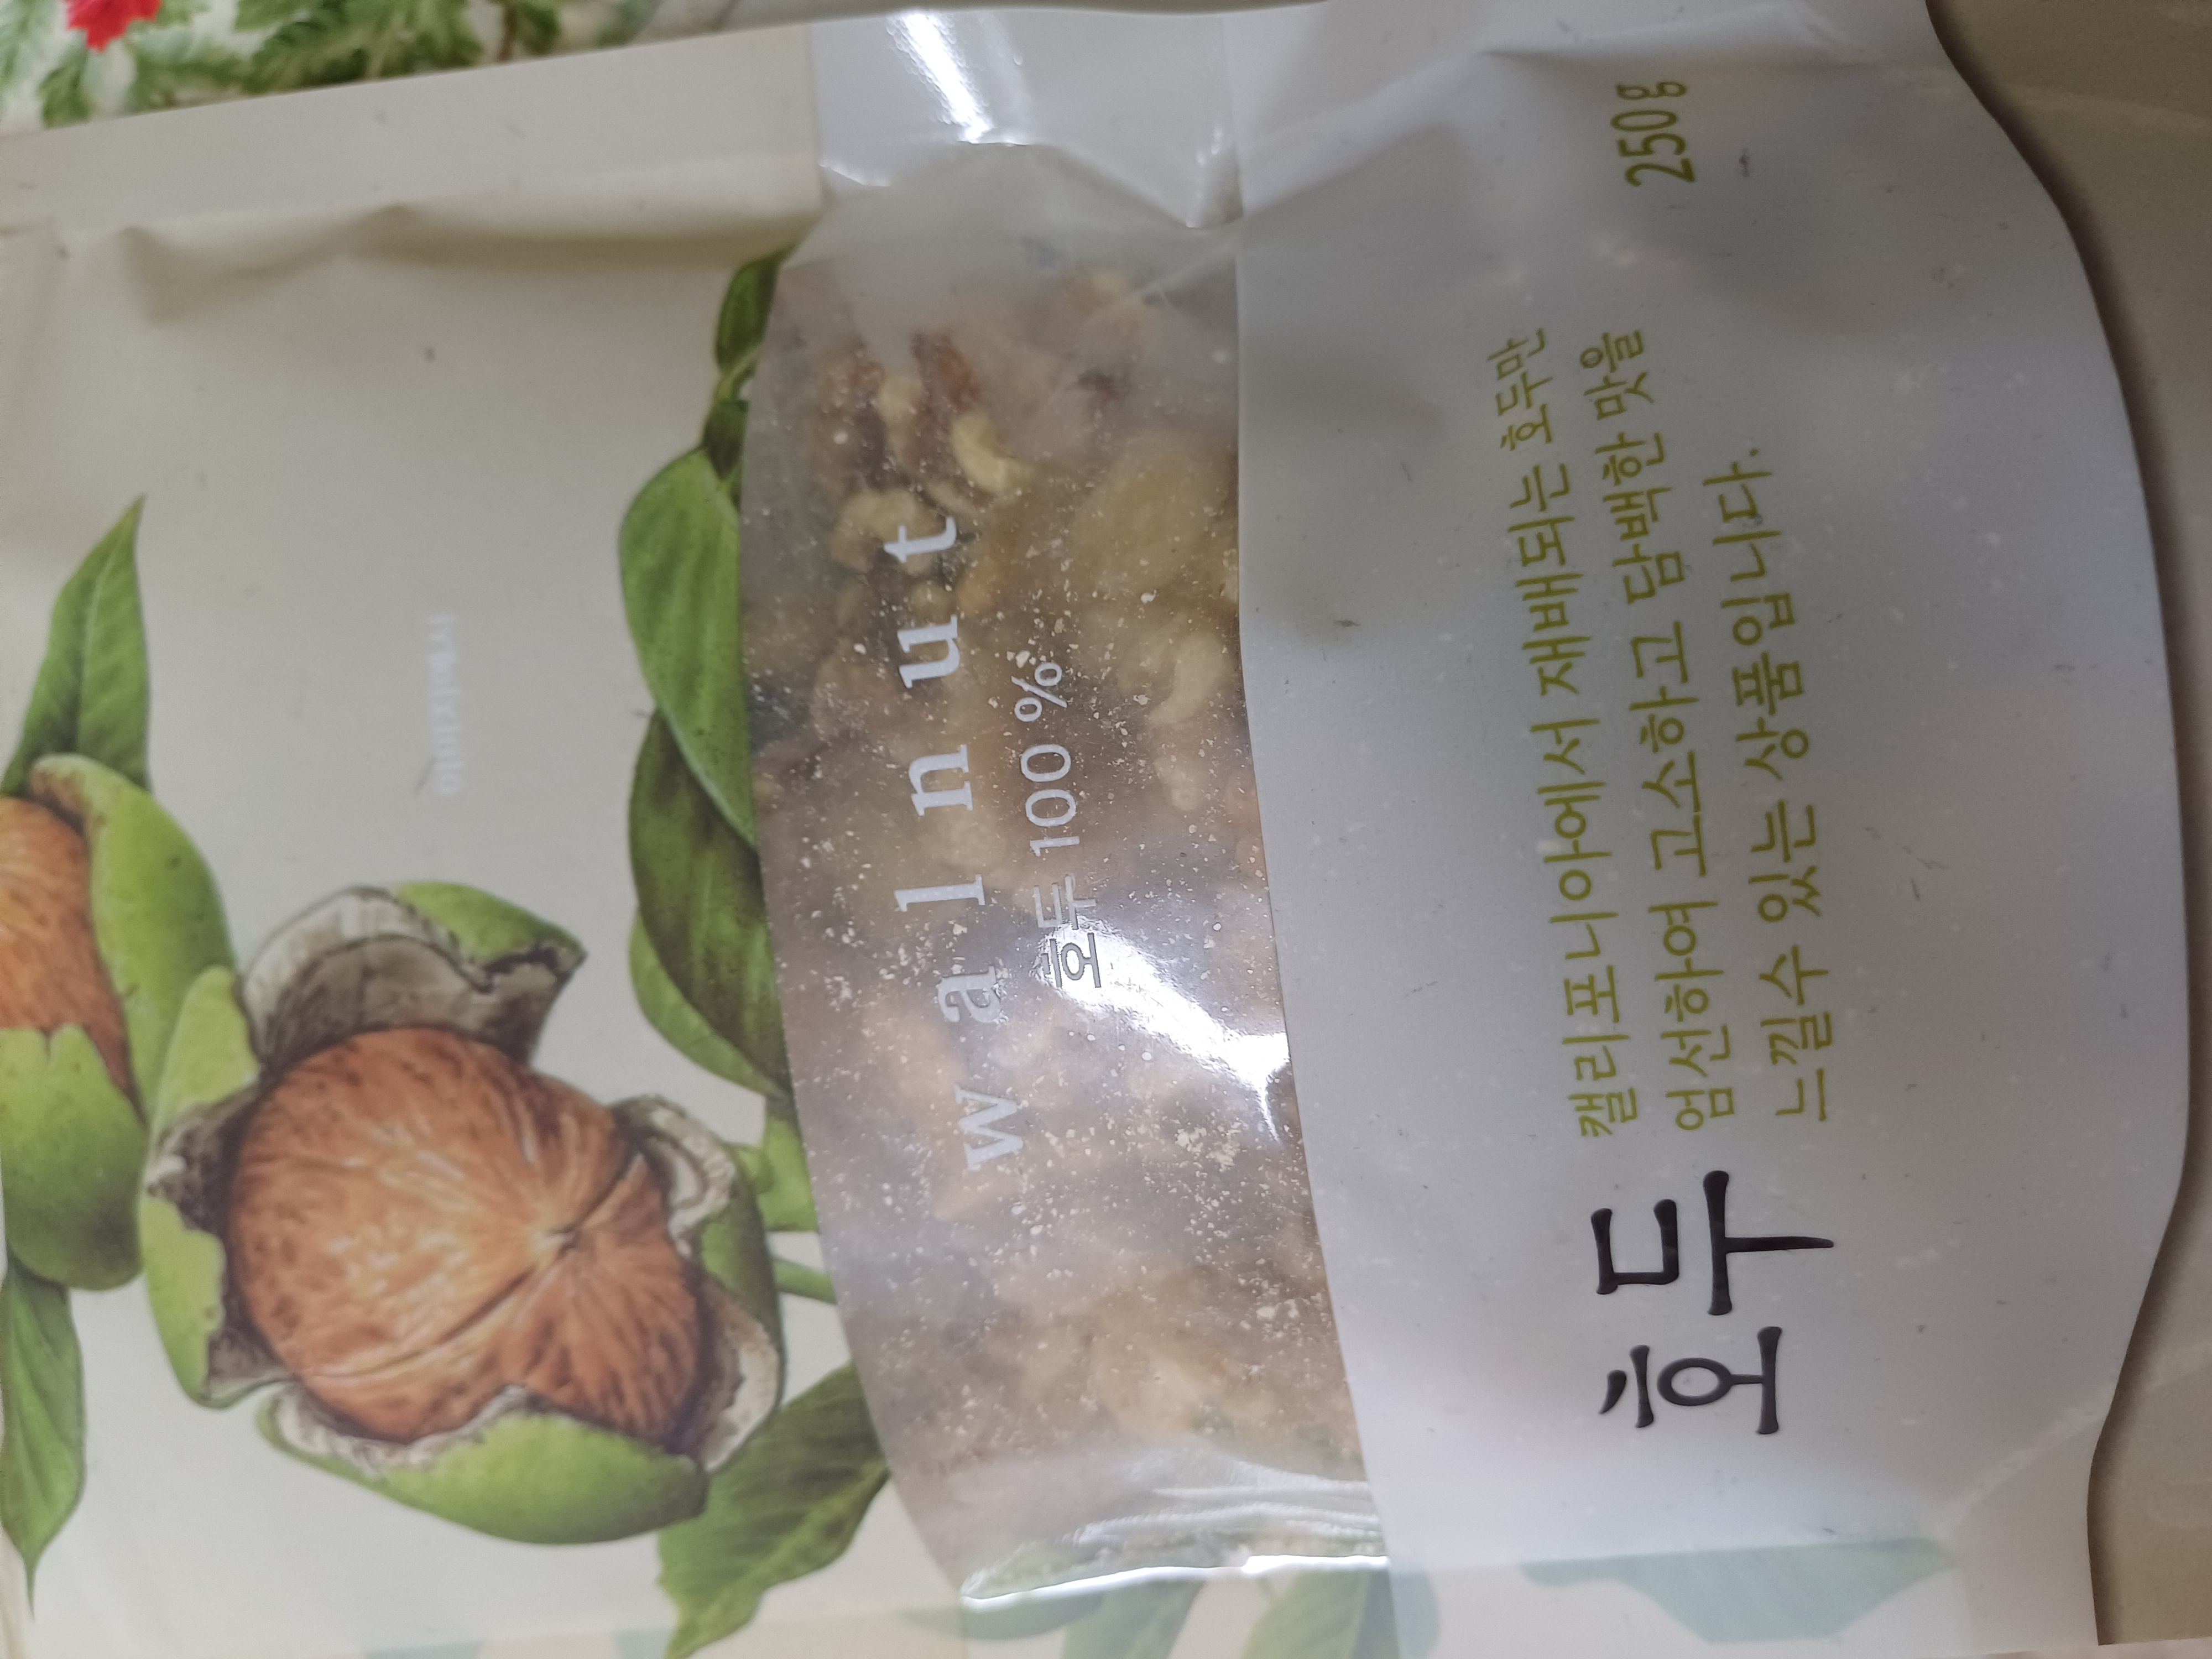 walnut
호두 100 %
호두
캘리포니아에서 재배되는 호두만
엄선하여 고소하고 담백한 맛을
느낄수 있는 상품입니다.
250g